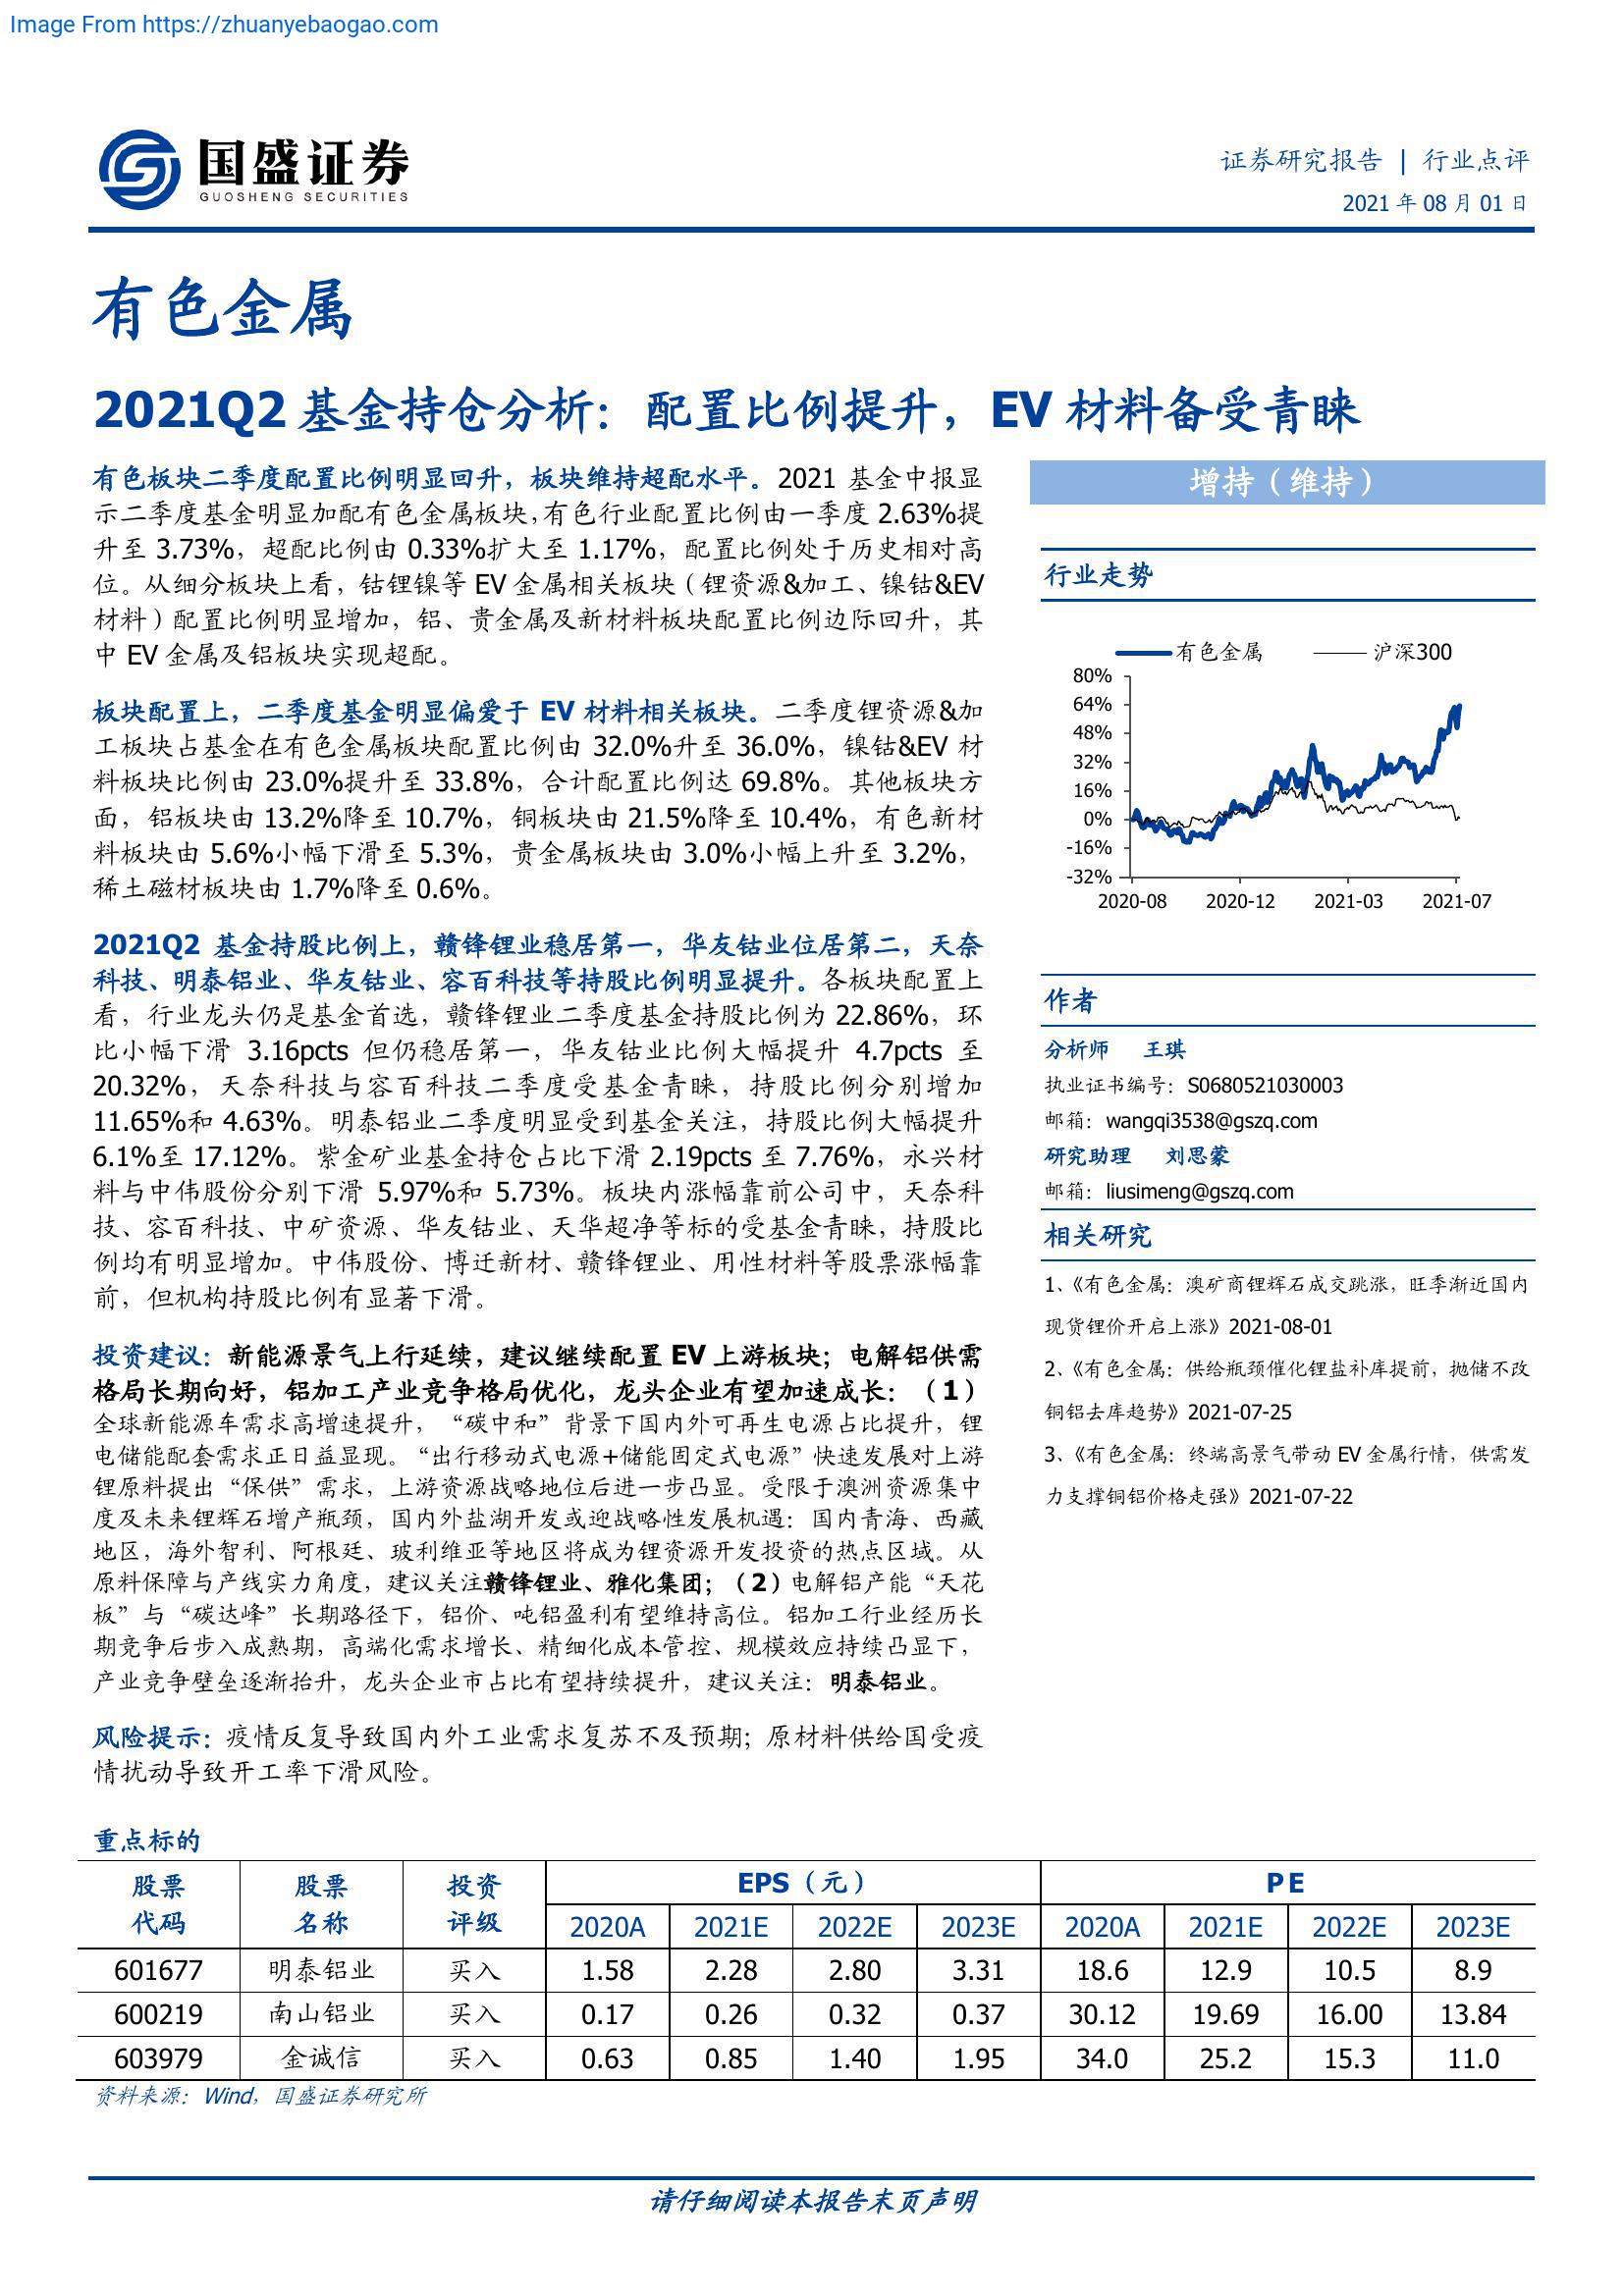 Image From https://zhuanyebaogao.com
国盛证券
GUOSHENG SECURITIES
证券研究报告 | 行业点评
2021 年 08 月 01 日
有色金属
2021Q2 基金持仓分析：配置比例提升，EV 材料备受青睐
有色板块二季度配置比例明显回升，板块维持超配水平。2021 基金中报显
示二季度基金明显加配有色金属板块，有色行业配置比例由一季度 2.63%提
升至 3.73%，超配比例由 0.33%扩大至 1.17%，配置比例处于历史相对高
位。从细分板块上看，钴锂镍等 EV 金属相关板块（锂资源&加工、镍钴&EV
材料）配置比例明显增加，铝、贵金属及新材料板块配置比例边际回升，其
中 EV 金属及铝板块实现超配。
板块配置上，二季度基金明显偏爱于 EV 材料相关板块。二季度锂资源&加
工板块占基金在有色金属板块配置比例由 32.0%升至 36.0%，镍钴&EV 材
料板块比例由 23.0%提升至 33.8%，合计配置比例达 69.8%。其他板块方
面，铝板块由 13.2%降至 10.7%，铜板块由 21.5%降至 10.4%，有色新材
料板块由 5.6%小幅下滑至 5.3%，贵金属板块由 3.0%小幅上升至 3.2%，
稀土磁材板块由 1.7%降至 0.6%。
2021Q2 基金持股比例上，赣锋锂业稳居第一，华友钴业位居第二，天奈
科技、明泰铝业、华友钴业、容百科技等持股比例明显提升。各板块配置上
看，行业龙头仍是基金首选，赣锋锂业二季度基金持股比例为 22.86%，环
比小幅下滑 3.16pcts 但仍稳居第一，华友钴业比例大幅提升 4.7pcts 至
20.32%，天奈科技与容百科技二季度受基金青睐，持股比例分别增加
11.65%和 4.63%。明泰铝业二季度明显受到基金关注，持股比例大幅提升
6.1%至 17.12%。紫金矿业基金持仓占比下滑 2.19pcts 至 7.76%，永兴材
料与中伟股份分别下滑 5.97%和 5.73%。板块内涨幅靠前公司中，天奈科
技、容百科技、中矿资源、华友钴业、天华超净等标的受基金青睐，持股比
例均有明显增加。中伟股份、博迁新材、赣锋锂业、用性材料等股票涨幅靠
前，但机构持股比例有显著下滑。
投资建议：新能源景气上行延续，建议继续配置 EV 上游板块；电解铝供需
格局长期向好，铝加工产业竞争格局优化，龙头企业有望加速成长：（1）
全球新能源车需求高增速提升，“碳中和”背景下国内外可再生电源占比提升，锂
电储能配套需求正日益显现。“出行移动式电源+储能固定式电源”快速发展对上游
锂原料提出“保供”需求，上游资源战略地位后进一步凸显。受限于澳洲资源集中
度及未来锂辉石增产瓶颈，国内外盐湖开发或迎战略性发展机遇：国内青海、西藏
地区，海外智利、阿根廷、玻利维亚等地区将成为锂资源开发投资的热点区域。从
原料保障与产线实力角度，建议关注赣锋锂业、雅化集团；（2）电解铝产能“天花
板”与“碳达峰”长期路径下，铝价、吨铝盈利有望维持高位。铝加工行业经历长
期竞争后步入成熟期，高端化需求增长、精细化成本管控、规模效应持续凸显下，
产业竞争壁垒逐渐抬升，龙头企业市占比有望持续提升，建议关注：明泰铝业。
风险提示：疫情反复导致国内外工业需求复苏不及预期；原材料供给国受疫
情扰动导致开工率下滑风险。
增持（维持）
行业走势
有色金属 沪深300
80%
64%
48%
32%
16%
0%
-16%
-32%
2020-08 2020-12 2021-03 2021-07
作者
分析师 王琪
执业证书编号：S0680521030003
邮箱：wangqi3538@gszq.com
研究助理 刘思蒙
邮箱：liusimeng@gszq.com
相关研究
1、《有色金属：澳矿商锂辉石成交跳涨，旺季渐近国内
现货锂价开启上涨》2021-08-01
2、《有色金属：供给瓶颈催化锂盐补库提前，抛储不改
铜铝去库趋势》2021-07-25
3、《有色金属：终端高景气带动 EV 金属行情，供需发
力支撑铜铝价格走强》2021-07-22
重点标的
股票 股票 投资 EPS（元） PE
代码 名称 评级 2020A 2021E 2022E 2023E 2020A 2021E 2022E 2023E
601677 明泰铝业 买入 1.58 2.28 2.80 3.31 18.6 12.9 10.5 8.9
600219 南山铝业 买入 0.17 0.26 0.32 0.37 30.12 19.69 16.00 13.84
603979 金诚信 买入 0.63 0.85 1.40 1.95 34.0 25.2 15.3 11.0
资料来源：Wind，国盛证券研究所
请仔细阅读本报告末页声明